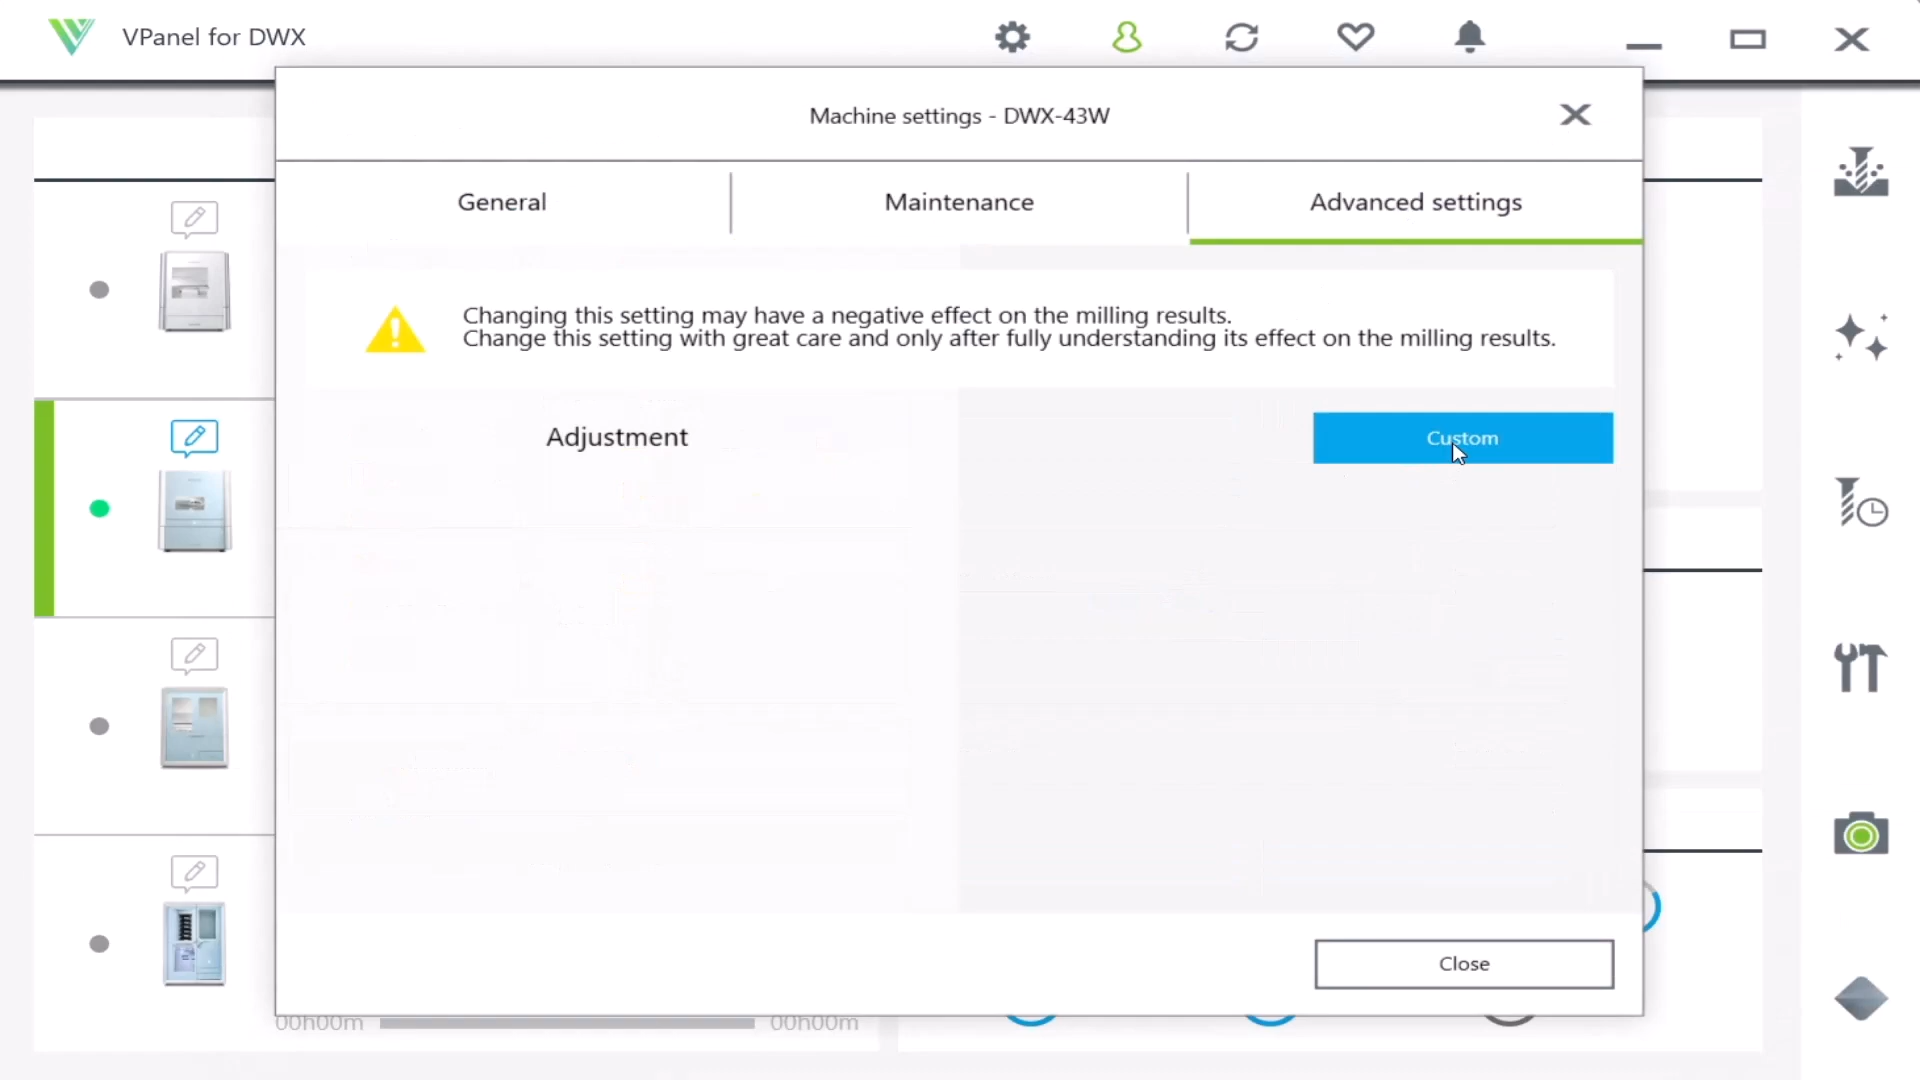 VPanel for DWX
Machine settings - DWX-43W
General
Maintenance
Advanced settings
Changing this setting may have a negative effect on the milling results.
Change this setting with great care and only after fully understanding its effect on the milling results.
Adjustment
Custom
Close
00h00m
00h00m